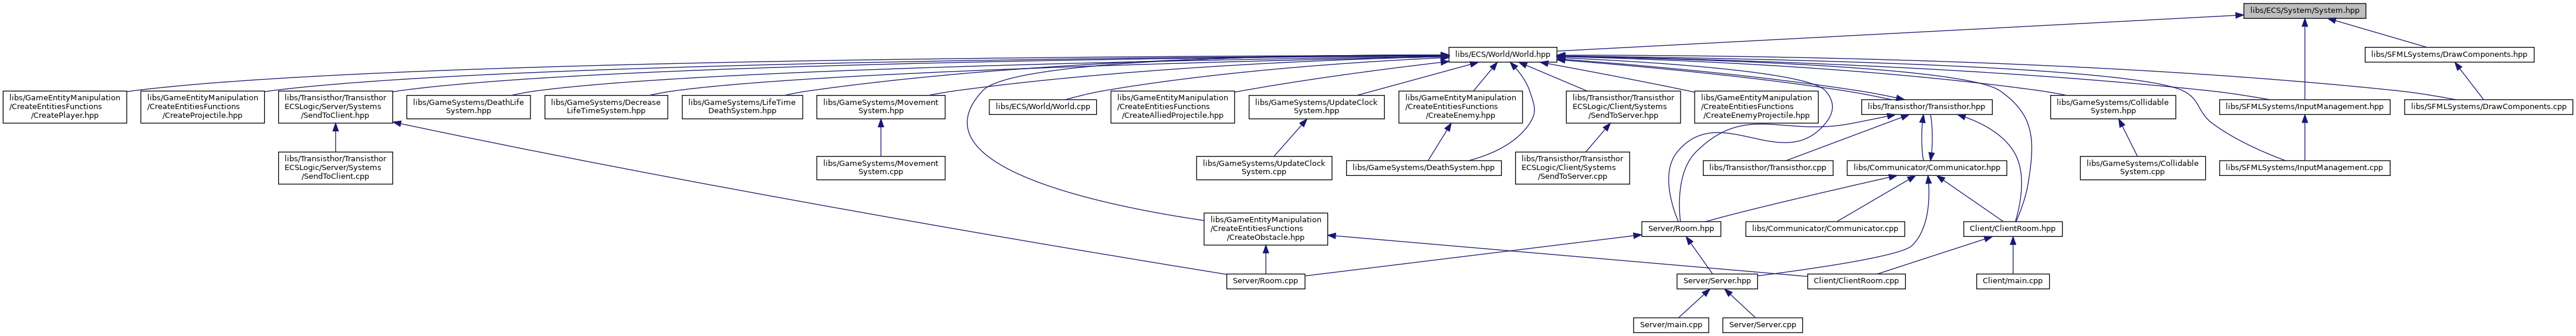 libs/ECS/System/System.hpp
libs/ECS/World/World.hpp
libs/SFMLSystems/DrawComponents.hpp
libs/GameEntityManipulation
/CreateEntitiesFunctions
/CreatePlayer.hpp
libs/GameEntityManipulation
/CreateEntitiesFunctions
/CreateProjectile.hpp
libs/Transisthor/Transisthor
ECSLogic/Server/Systems
/SendToClient.hpp
libs/GameSystems/DeathLife
System.hpp
libs/GameSystems/Decrease
LifeTimeSystem.hpp
libs/GameSystems/LifeTime
DeathSystem.hpp
libs/GameSystems/Movement
System.hpp
libs/ECS/World/World.cpp
libs/GameEntityManipulation
/CreateEntitiesFunctions
/CreateAlliedProjectile.hpp
libs/GameSystems/UpdateClock
System.hpp
libs/GameEntityManipulation
/CreateEntitiesFunctions
/CreateEnemy.hpp
libs/Transisthor/Transisthor
ECSLogic/Client/Systems
/SendToServer.hpp
libs/GameEntityManipulation
/CreateEntitiesFunctions
/CreateEnemyProjectile.hpp
libs/Transisthor/Transisthor.hpp
libs/GameSystems/Collidable
System.hpp
libs/SFMLSystems/InputManagement.hpp
libs/SFMLSystems/DrawComponents.cpp
libs/Transisthor/Transisthor
ECSLogic/Server/Systems
/SendToClient.cpp
libs/GameSystems/Movement
System.cpp
libs/GameSystems/UpdateClock
System.cpp
libs/GameSystems/DeathSystem.hpp
libs/Transisthor/Transisthor
ECSLogic/Client/Systems
/SendToServer.cpp
libs/Transisthor/Transisthor.cpp
libs/Communicator/Communicator.hpp
libs/GameSystems/Collidable
System.cpp
libs/SFMLSystems/InputManagement.cpp
libs/GameEntityManipulation
/CreateEntitiesFunctions
/CreateObstacle.hpp
Server/Room.hpp
libs/Communicator/Communicator.cpp
Client/ClientRoom.hpp
Server/Room.cpp
Server/Server.hpp
Client/ClientRoom.cpp
Client/main.cpp
Server/main.cpp
Server/Server.cpp